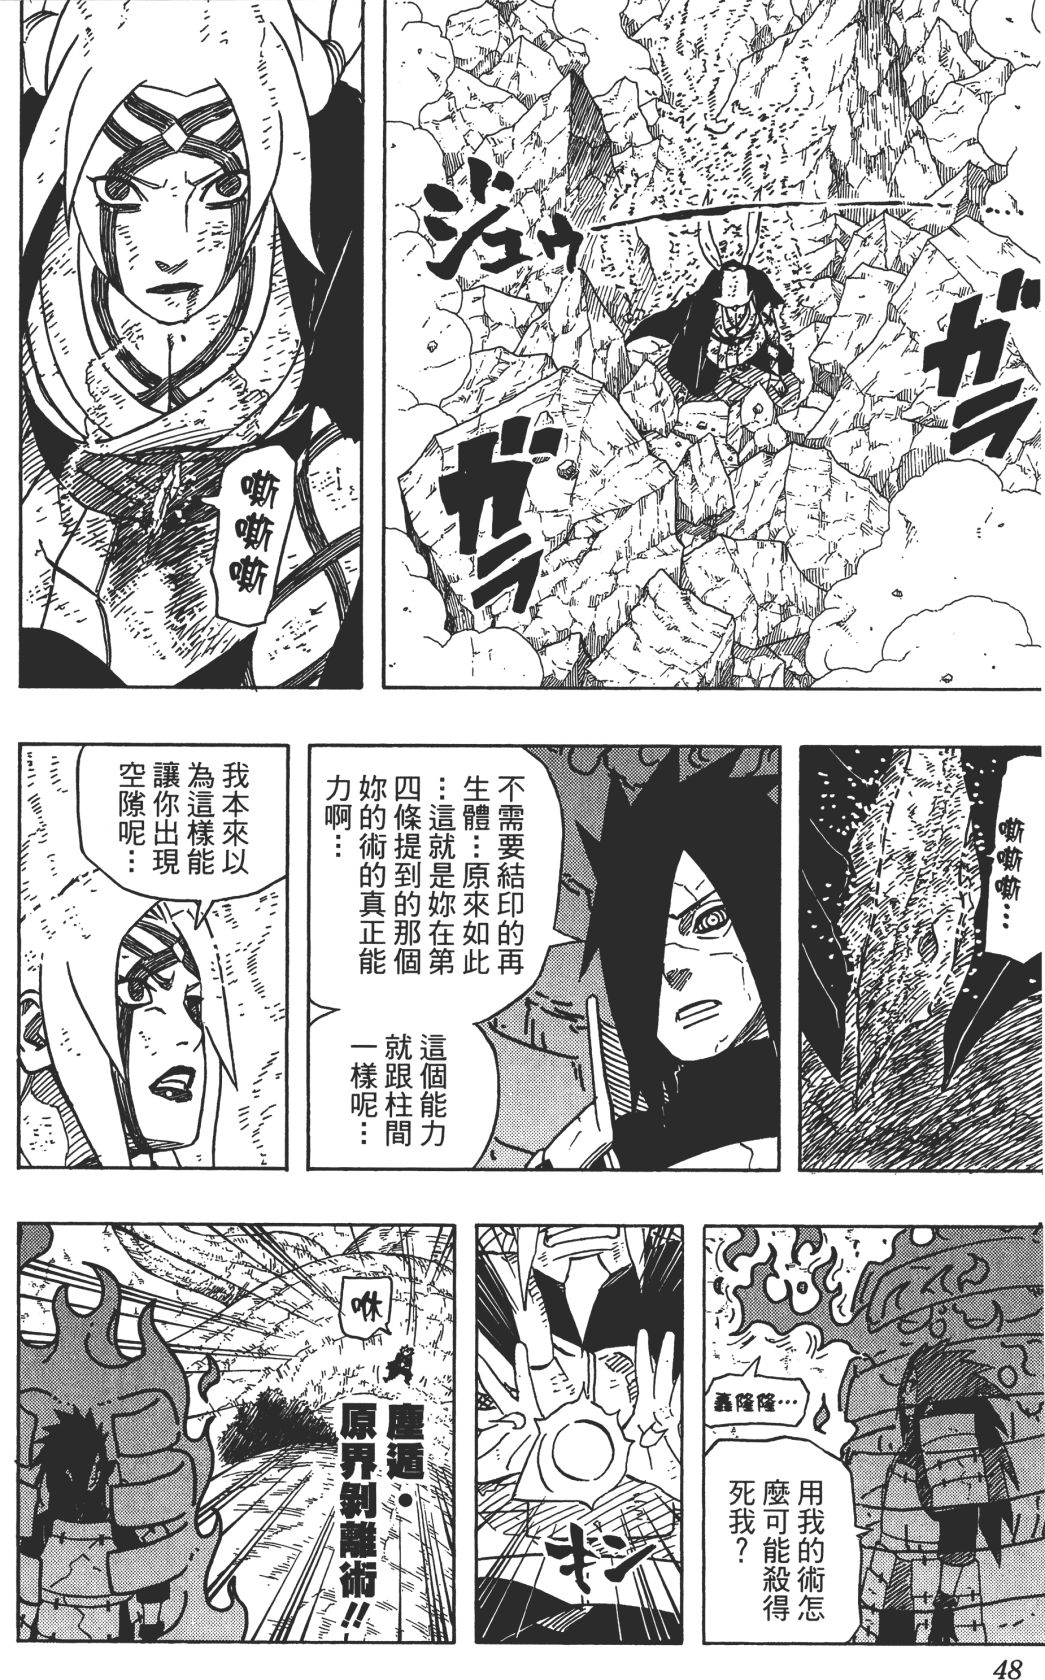 ジュゥ
ガラ
ガラ
嘶嘶嘶
嘶嘶嘶…
不需要結印的再
生體…原來如此
…這就是妳在第
四條提到的那個
妳的術的真正能
力啊…
這個能力
就跟柱間
一樣呢…
我本來以
為這樣能
讓你出現
空隙呢…
轟隆隆…
用我的術怎
麼可能殺得
死我？
キン
咻
塵遁・
原界剝離術!!
48